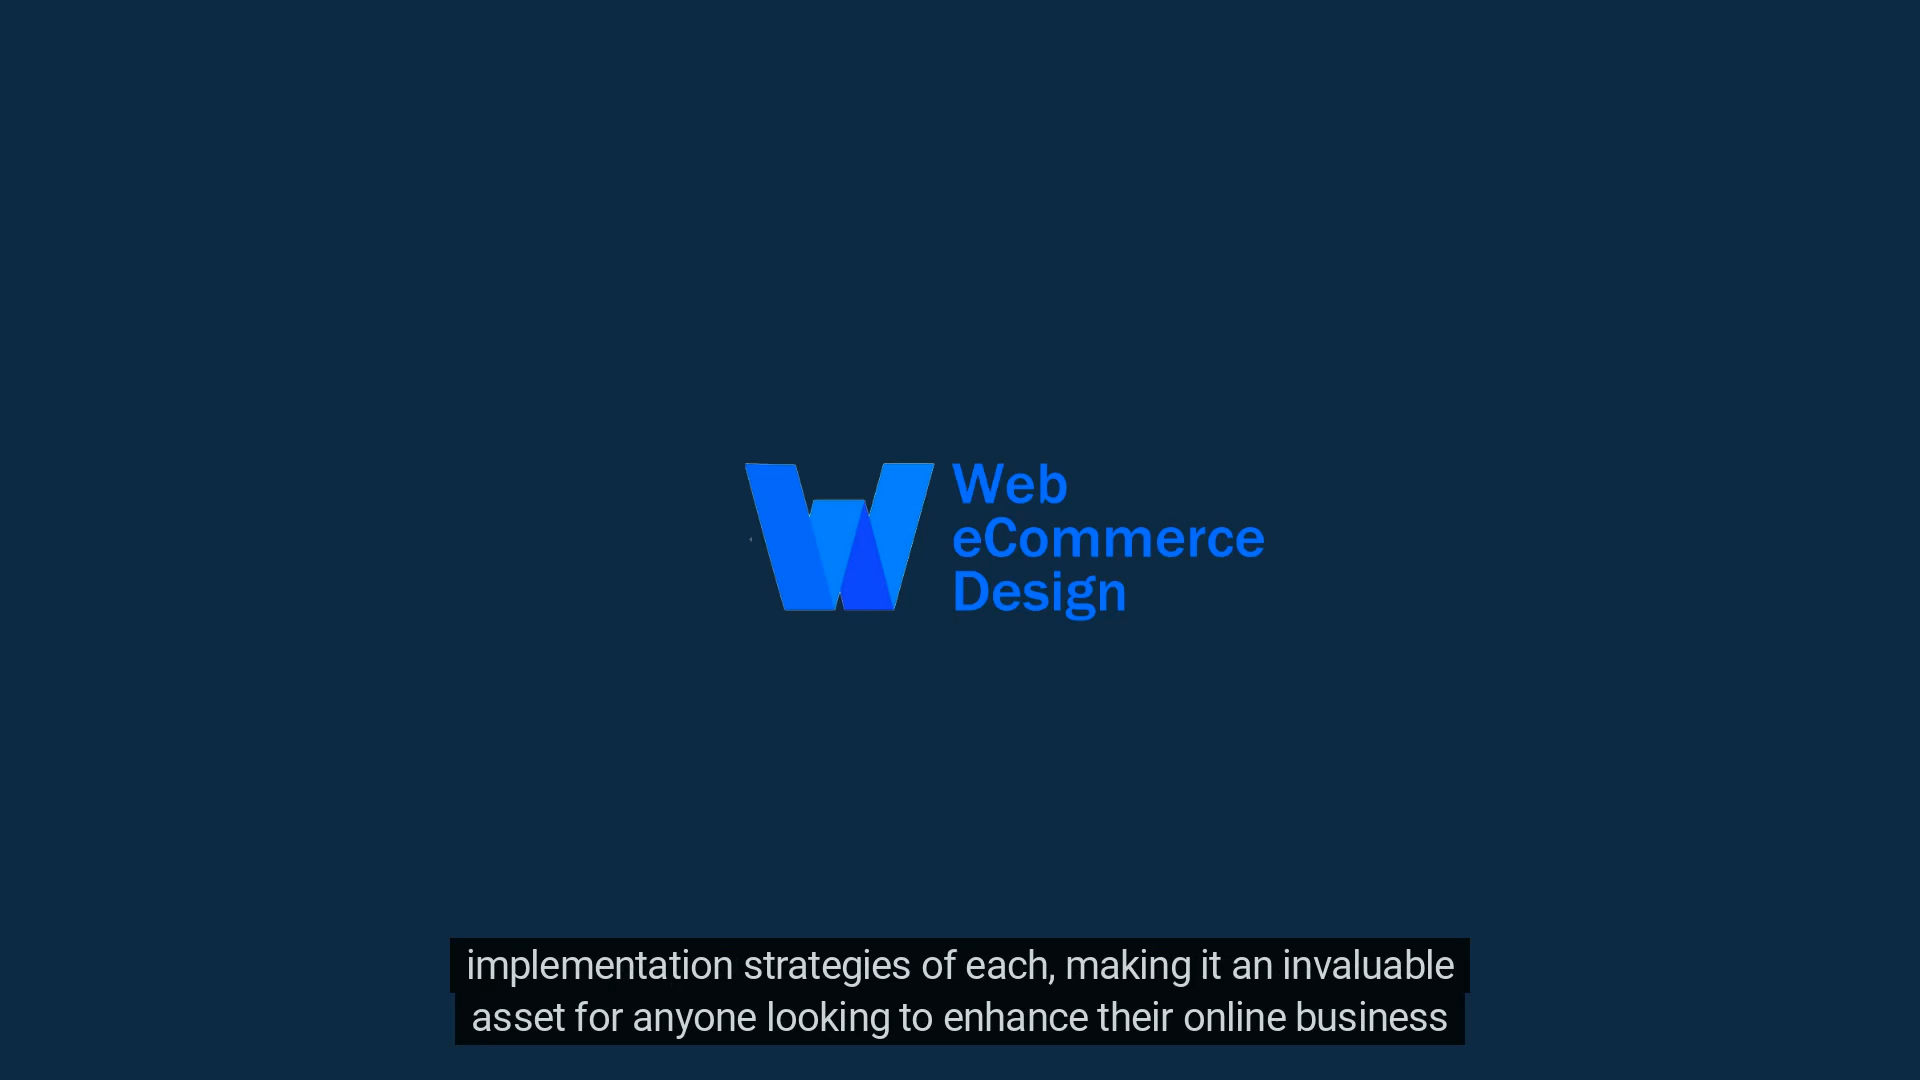 Web
eCommerce
Design
implementation strategies of each, making it an invaluable
asset for anyone looking to enhance their online business